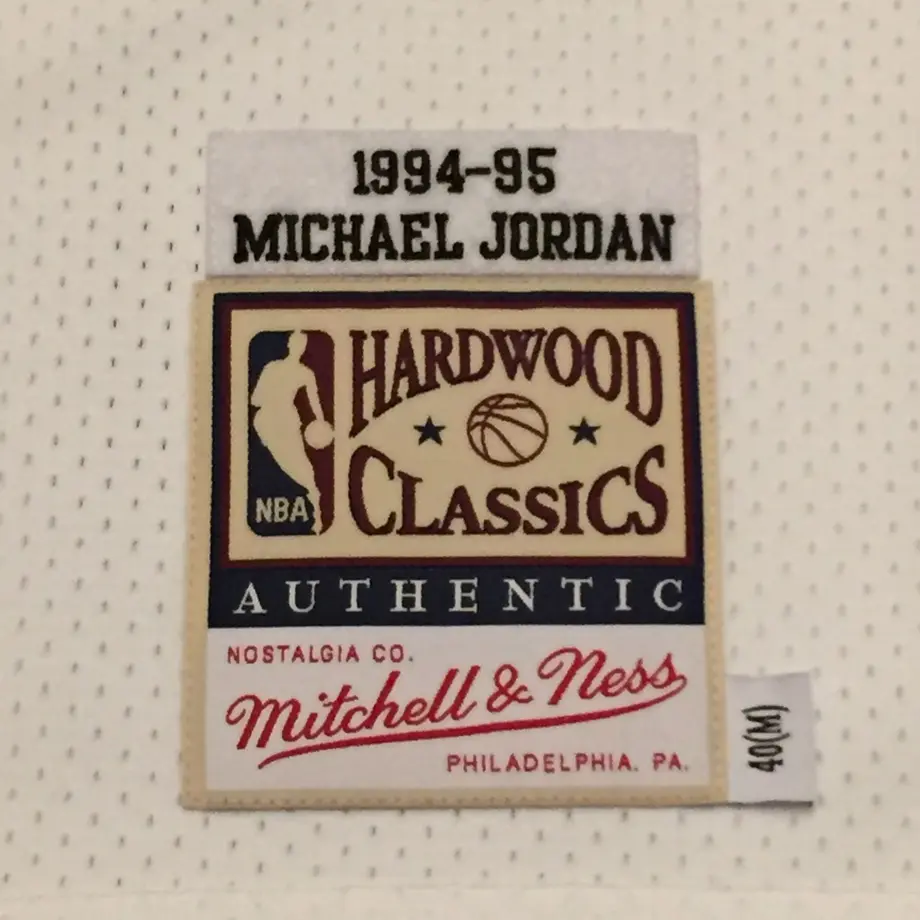 1994-95
MICHAEL JORDAN
HARDWOOD
CLASSICS
NBA
AUTHENTIC
NOSTALGIA CO.
Mitchell & Ness
PHILADELPHIA. PA.
40(M)